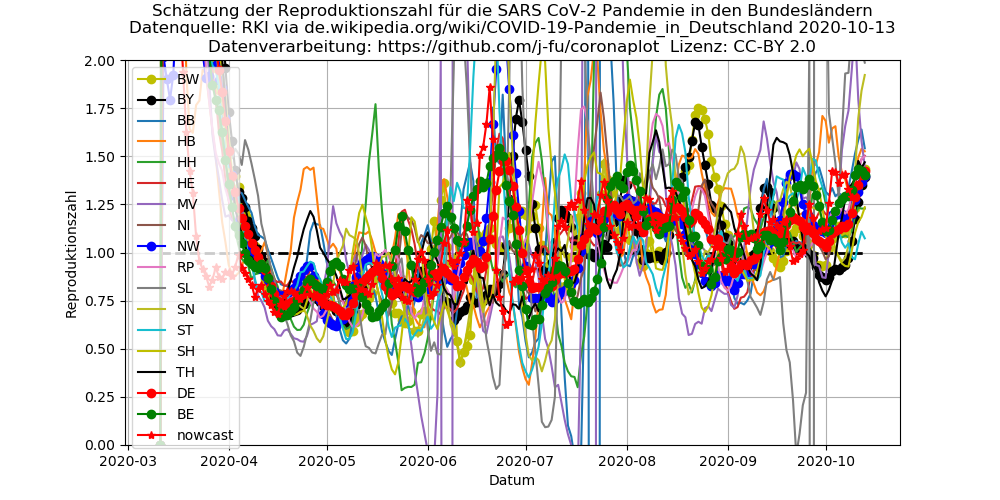 Schätzung der Reproduktionszahl für die SARS CoV-2 Pandemie in den Bundesländern
Datenquelle: RKI via de.wikipedia.org/wiki/COVID-19-Pandemie_in_Deutschland 2020-10-13
Datenverarbeitung: https://github.com/j-fu/coronaplot Lizenz: CC-BY 2.0
Reproduktionszahl
2.00
1.75
1.50
1.25
1.00
0.75
0.50
0.25
0.00
BW
BY
BB
HB
HH
HE
MV
NI
NW
RP
SL
SN
ST
SH
TH
DE
BE
nowcast
2020-03
2020-04
2020-05
2020-06
2020-07
2020-08
2020-09
2020-10
Datum